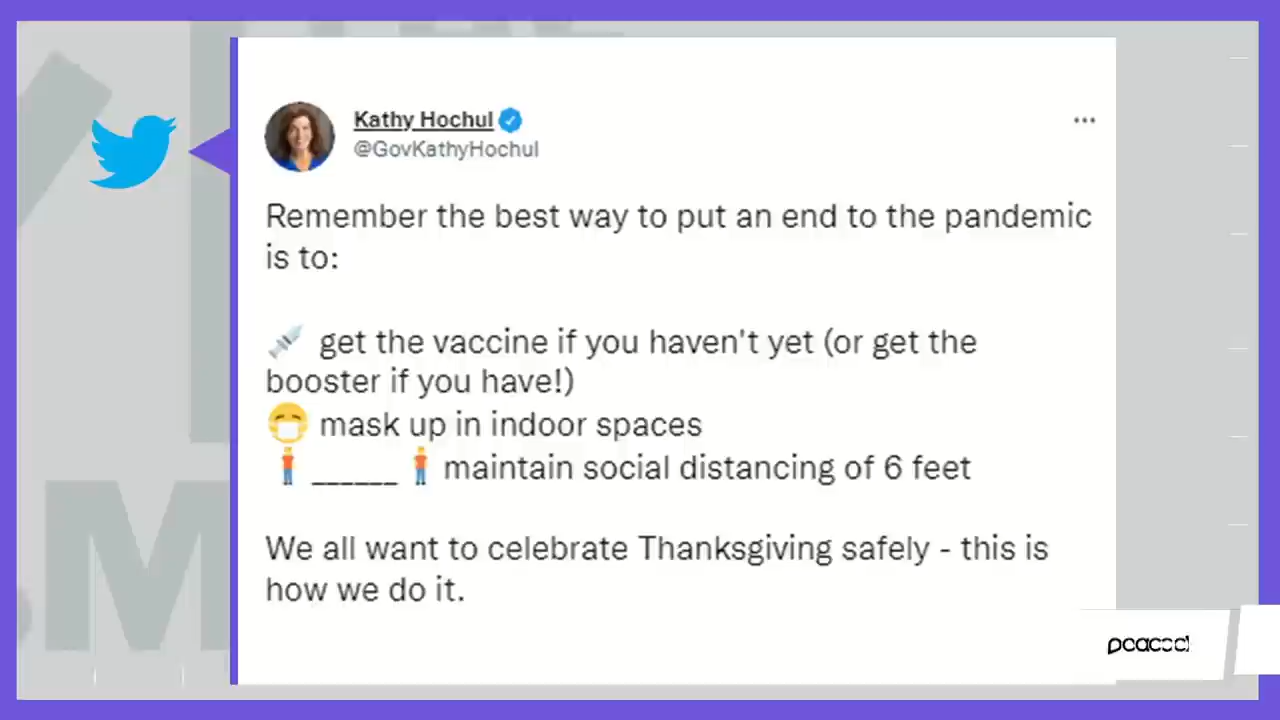 Kathy Hochul
@GovKathyHochul
Remember the best way to put an end to the pandemic
is to:
get the vaccine if you haven't yet (or get the
booster if you have!)
mask up in indoor spaces
______ maintain social distancing of 6 feet
We all want to celebrate Thanksgiving safely - this is
how we do it.
peacock